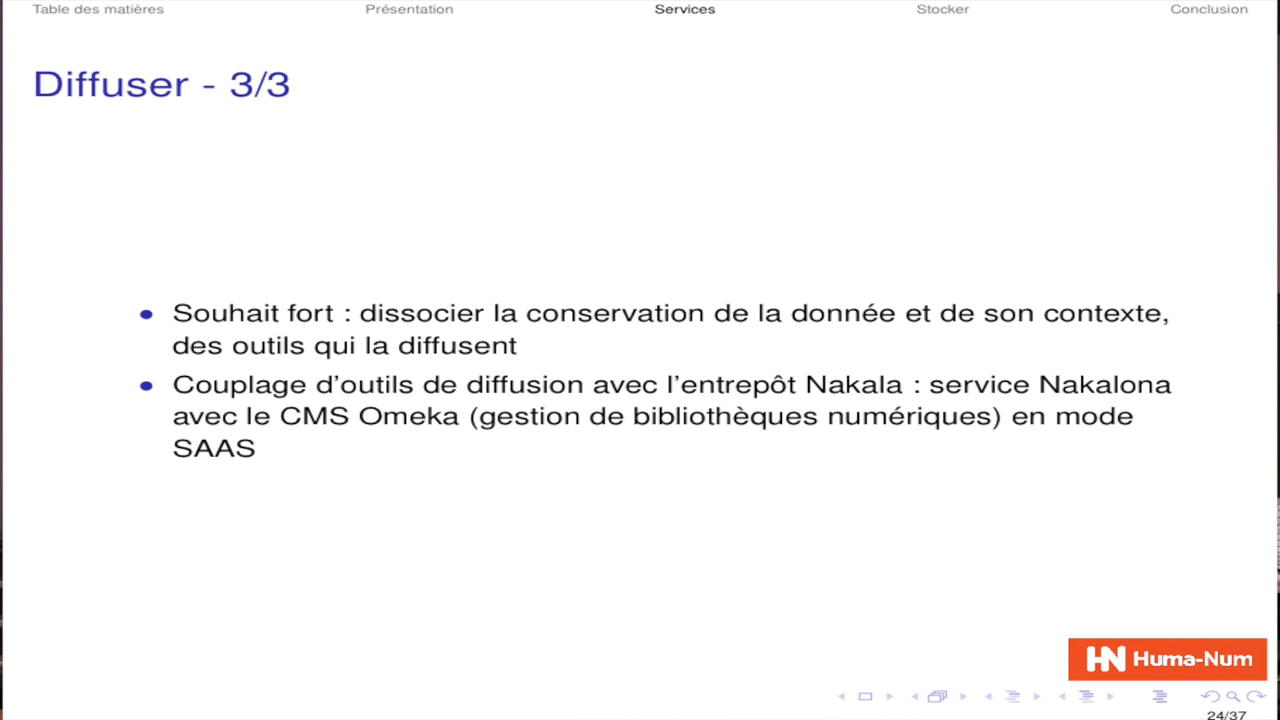 Table des matières Présentation Services Stocker Conclusion
Diffuser - 3/3
Souhait fort : dissocier la conservation de la donnée et de son contexte,
des outils qui la diffusent
Couplage d'outils de diffusion avec l'entrepôt Nakala : service Nakalona
avec le CMS Omeka (gestion de bibliothèques numériques) en mode
SAAS
HN Huma-Num
24/37